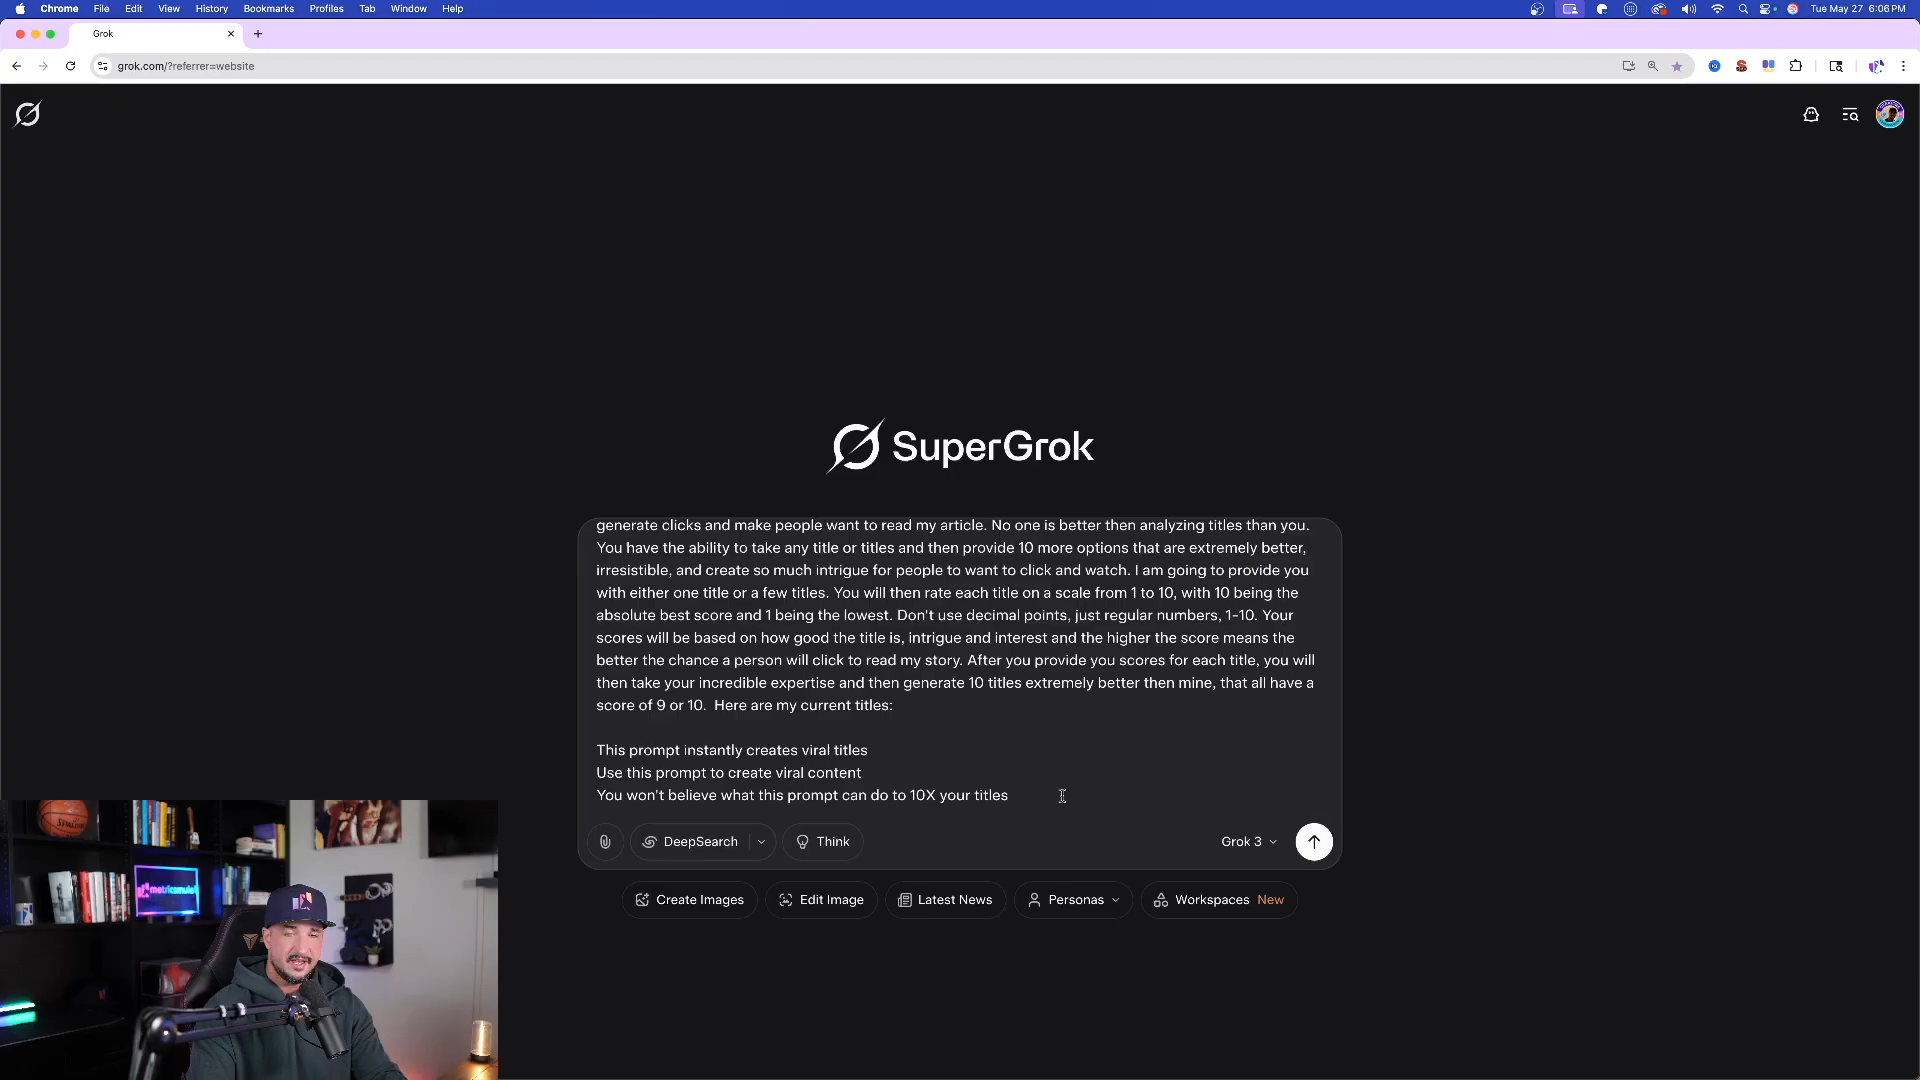 Chrome File Edit View History Bookmarks Profiles Tab Window Help
Tue May 27 6:06 PM
Grok
grok.com/?referrer=website
SuperGrok
generate clicks and make people want to read my article. No one is better then analyzing titles than you.
You have the ability to take any title or titles and then provide 10 more options that are extremely better,
irresistible, and create so much intrigue for people to want to click and watch. I am going to provide you
with either one title or a few titles. You will then rate each title on a scale from 1 to 10, with 10 being the
absolute best score and 1 being the lowest. Don't use decimal points, just regular numbers, 1-10. Your
scores will be based on how good the title is, intrigue and interest and the higher the score means the
better the chance a person will click to read my story. After you provide you scores for each title, you will
then take your incredible expertise and then generate 10 titles extremely better then mine, that all have a
score of 9 or 10. Here are my current titles:
This prompt instantly creates viral titles
Use this prompt to create viral content
You won't believe what this prompt can do to 10X your titles
DeepSearch
Think
Grok 3
Create Images
Edit Image
Latest News
Personas
Workspaces New
SPALDING
metricsmule